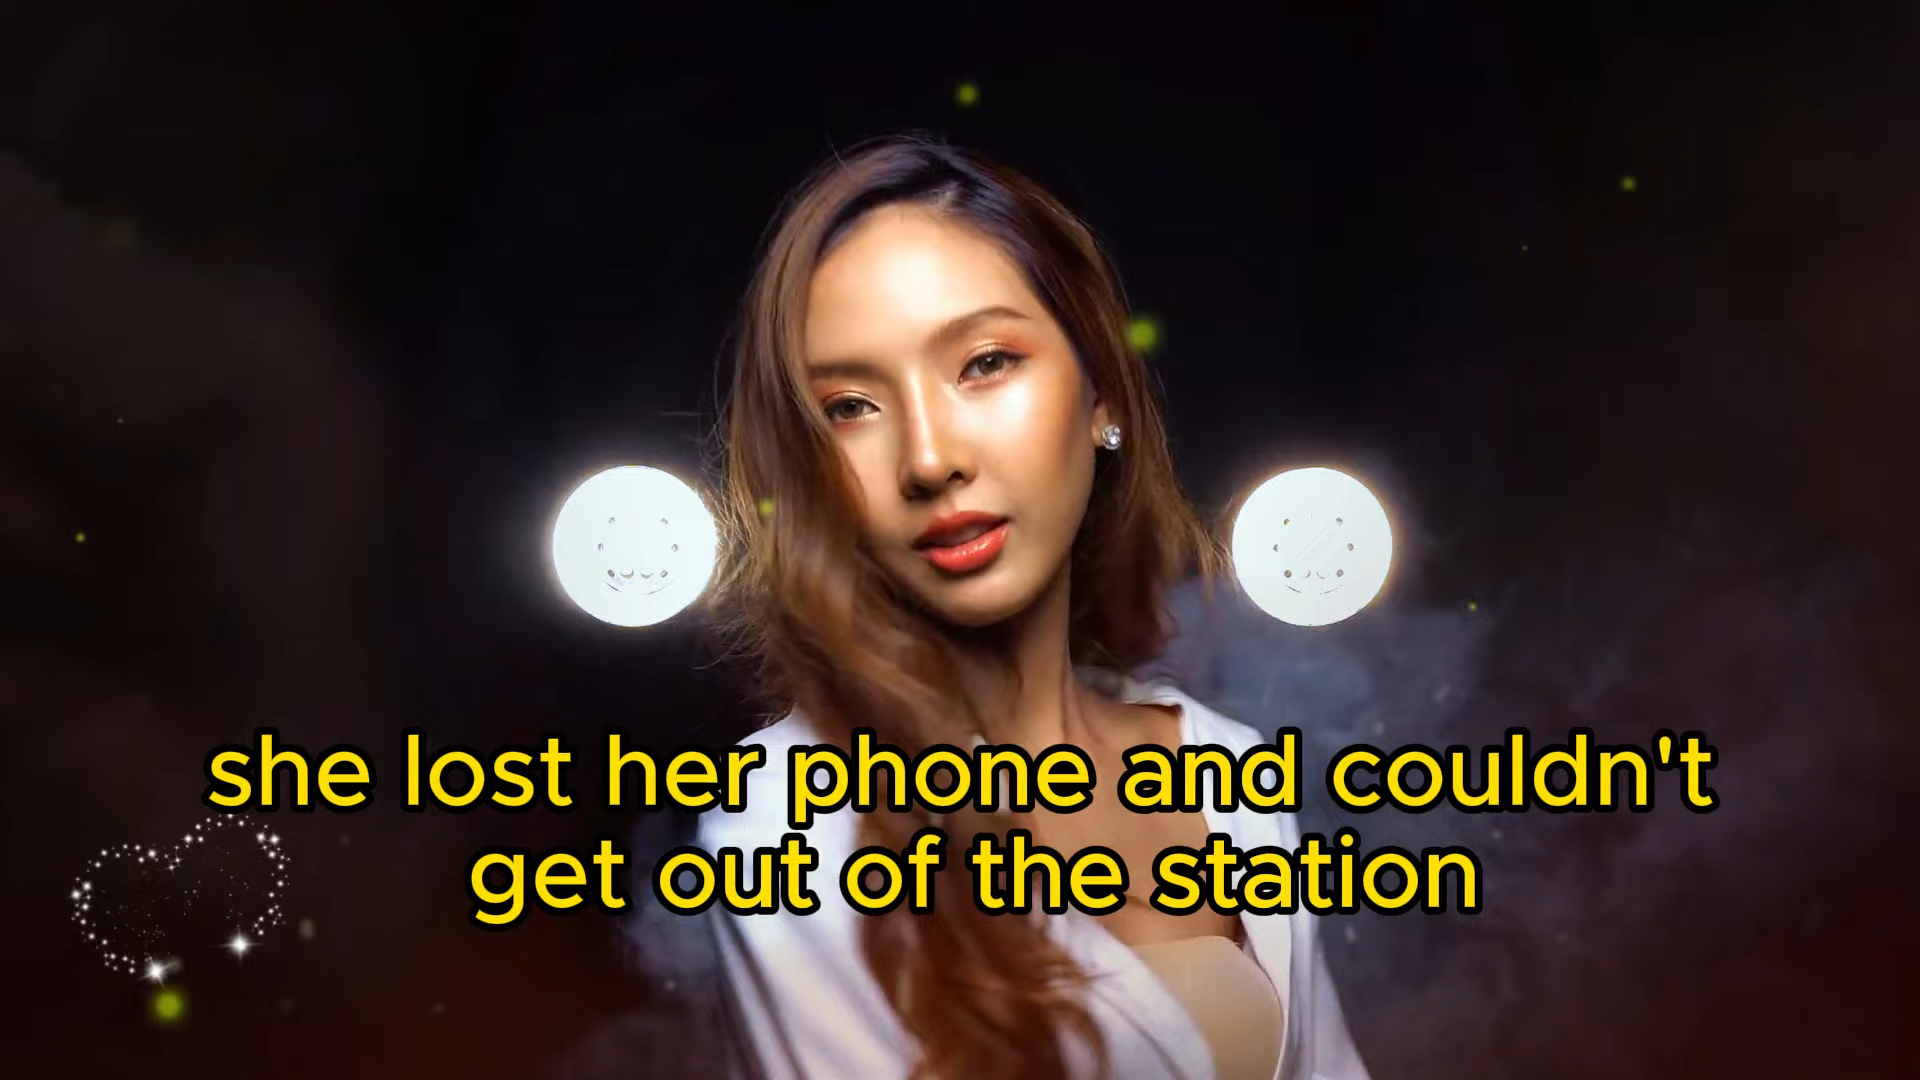 she lost her phone and couldn't
get out of the station